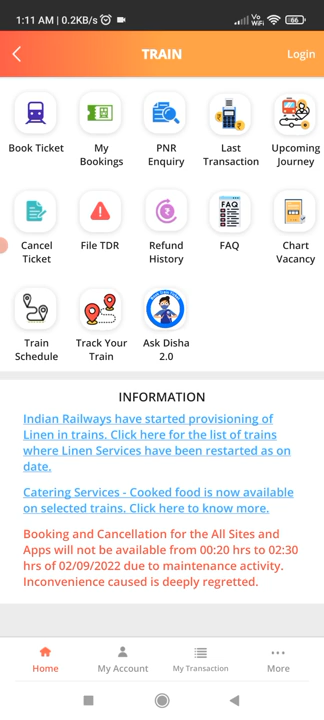 1:11 AM | 0.2KB/s
Vo
WiFi
66
TRAIN
Login
Book Ticket
My
Bookings
PNR
Enquiry
Last
Transaction
Upcoming
Journey
Cancel
Ticket
File TDR
Refund
History
FAQ
FAQ
Chart
Vacancy
Train
Schedule
Track Your
Train
Ask Disha
2.0
INFORMATION
Indian Railways have started provisioning of
Linen in trains. Click here for the list of trains
where Linen Services have been restarted as on
date.
Catering Services - Cooked food is now available
on selected trains. Click here to know more.
Booking and Cancellation for the All Sites and
Apps will not be available from 00:20 hrs to 02:30
hrs of 02/09/2022 due to maintenance activity.
Inconvenience caused is deeply regretted.
Home
My Account
My Transaction
More